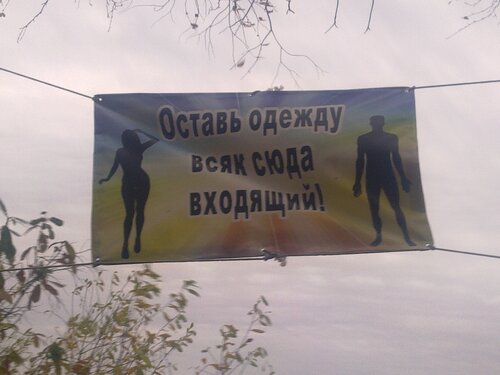 Оставь одежду
всяк сюда
входящий!